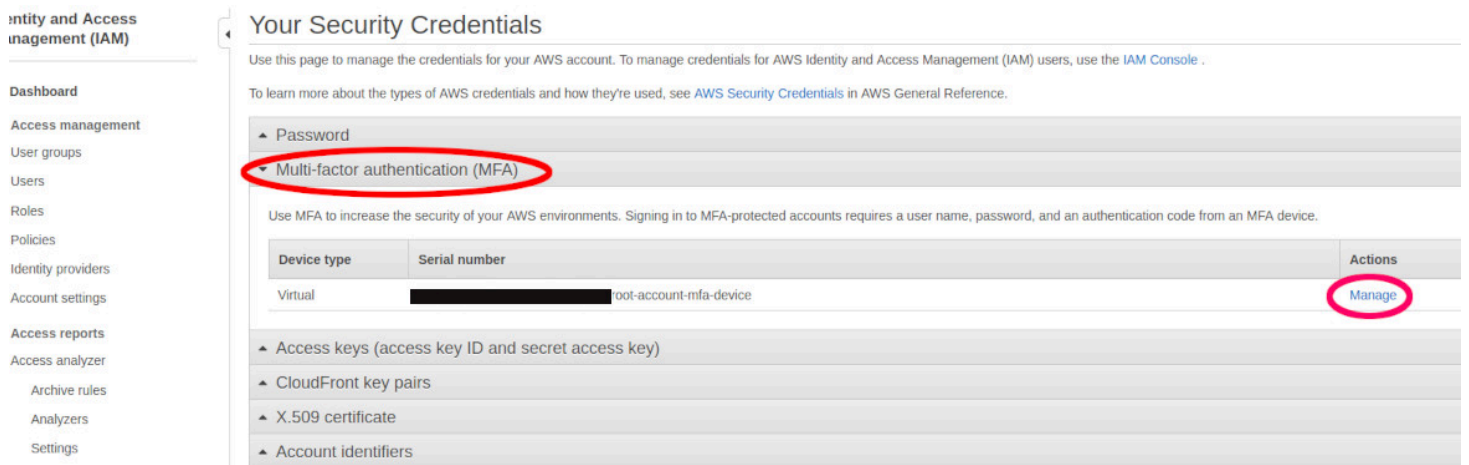 entity and Access
anagement (IAM)
Dashboard
Access management
User groups
Users
Roles
Policies
Identity providers
Account settings
Access reports
Access analyzer
Archive rules
Analyzers
Settings
Your Security Credentials
Use this page to manage the credentials for your AWS account. To manage credentials for AWS Identity and Access Management (IAM) users, use the IAM Console .
To learn more about the types of AWS credentials and how they're used, see AWS Security Credentials in AWS General Reference.
Password
Multi-factor authentication (MFA)
Use MFA to increase the security of your AWS environments. Signing in to MFA-protected accounts requires a user name, password, and an authentication code from an MFA device.
Device type Serial number Actions
Virtual root-account-mfa-device Manage
Access keys (access key ID and secret access key)
CloudFront key pairs
X.509 certificate
Account identifiers